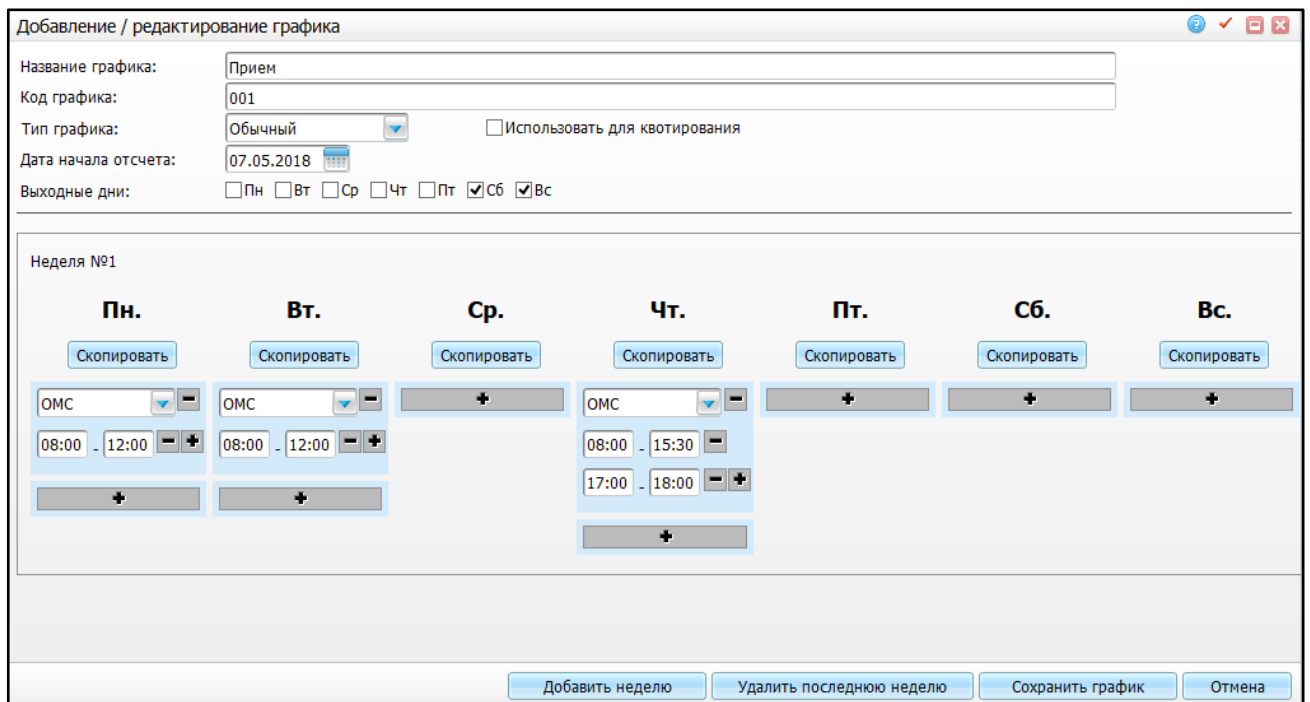 Добавление / редактирование графика
Название графика: Прием
Код графика: 001
Тип графика: Обычный Использовать для квотирования
Дата начала отсчета: 07.05.2018
Выходные дни: Пн Вт Ср Чт Пт Сб Вс
Неделя №1
Пн. Вт. Ср. Чт. Пт. Сб. Вс.
Скопировать Скопировать Скопировать Скопировать Скопировать Скопировать Скопировать
ОМС ОМС ОМС
08:00 - 12:00 08:00 - 12:00 08:00 - 15:30
17:00 - 18:00
Добавить неделю Удалить последнюю неделю Сохранить график Отмена